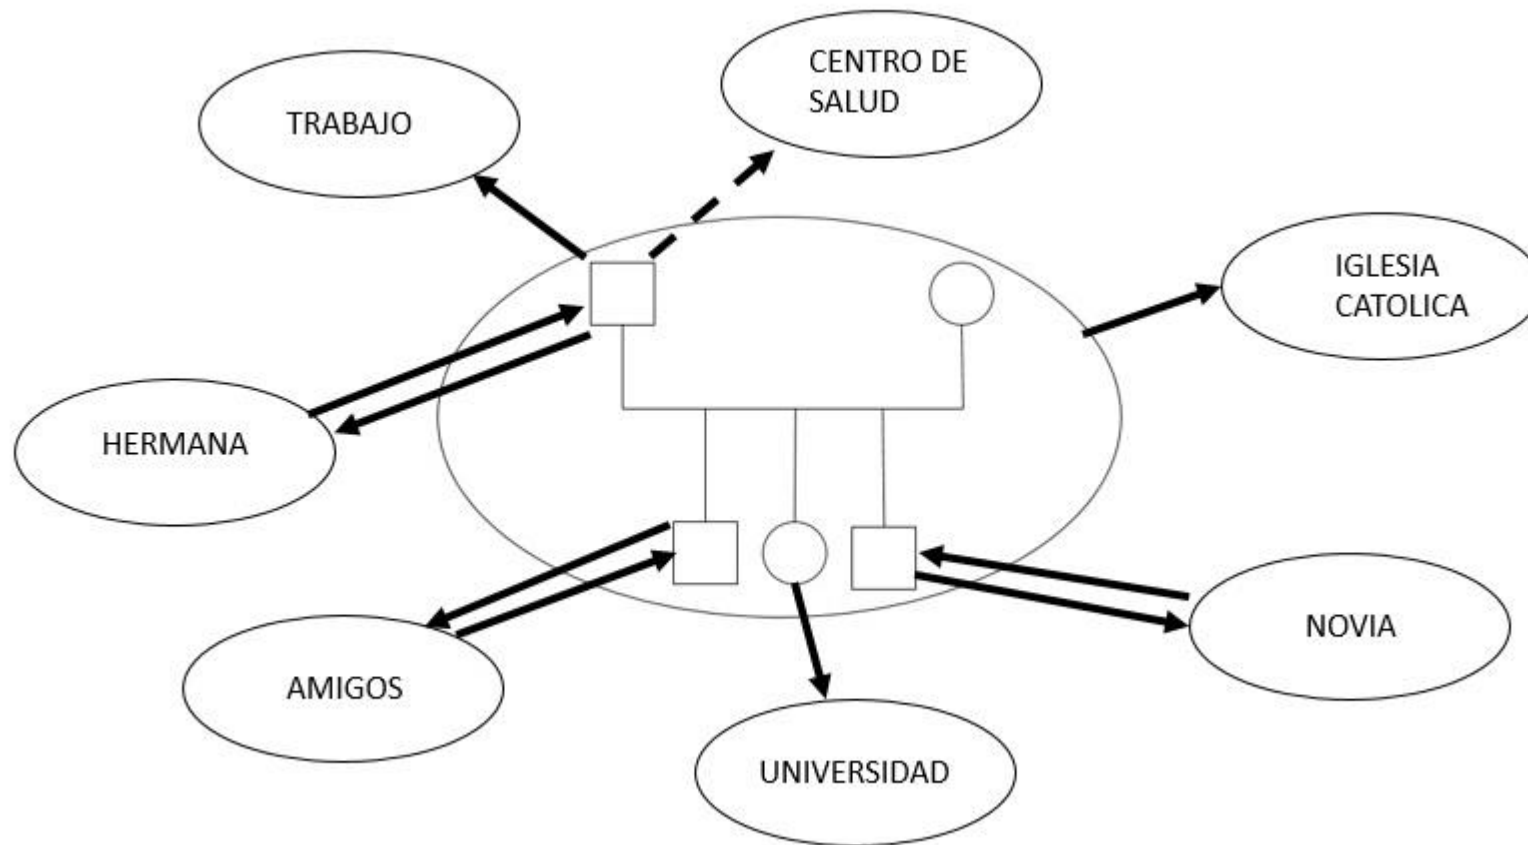 TRABAJO
CENTRO DE
SALUD
IGLESIA
CATOLICA
HERMANA
NOVIA
AMIGOS
UNIVERSIDAD